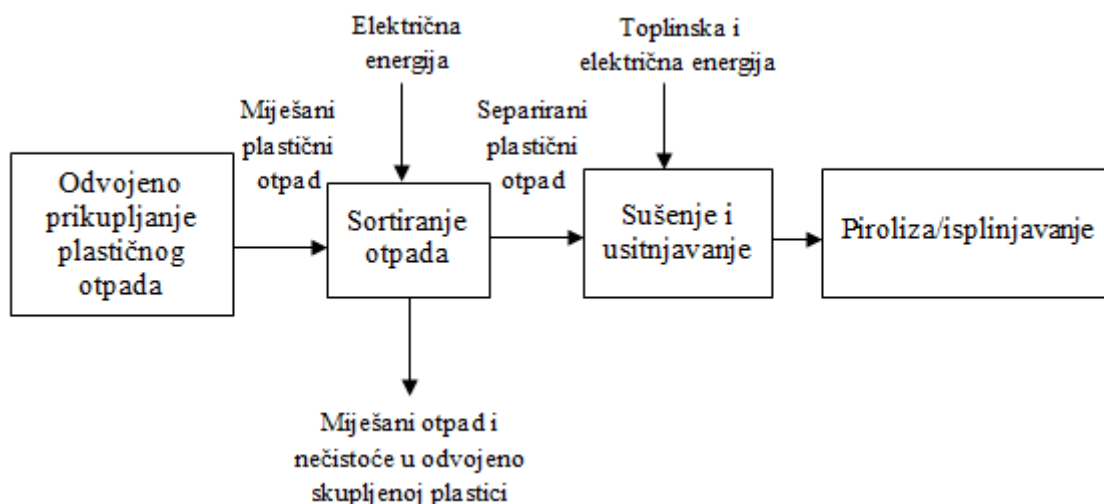 Električna
energija
Toplinska i
električna energija
Miješani
plastični
otpad
Separirani
plastični
otpad
Odvojeno
prikupljanje
plastičnog
otpada
Sortiranje
otpada
Sušenje i
usitnjavanje
Piroliza/isplinjavanje
Miješani otpad i
nečistoće u odvojeno
skupljenoj plastici